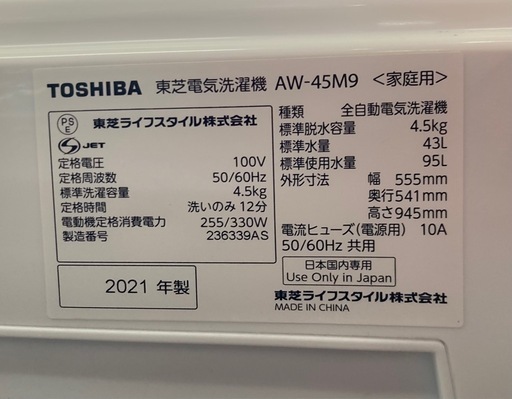 TOSHIBA 東芝電気洗濯機 AW-45M9 <家庭用>
PS
E
東芝ライフスタイル株式会社
S JET
定格電圧 100V
定格周波数 50/60Hz
標準洗濯容量 4.5kg
定格時間 洗いのみ 12分
電動機定格消費電力 255/330W
製造番号 236339AS
2021 年製
種類 全自動電気洗濯機
標準脱水容量 4.5kg
標準水量 43L
標準使用水量 95L
外形寸法 幅 555mm
奥行541mm
高さ945mm
電流ヒューズ(電源用) 10A
50/60Hz 共用
日本国内専用
Use Only in Japan
東芝ライフスタイル株式会社
MADE IN CHINA